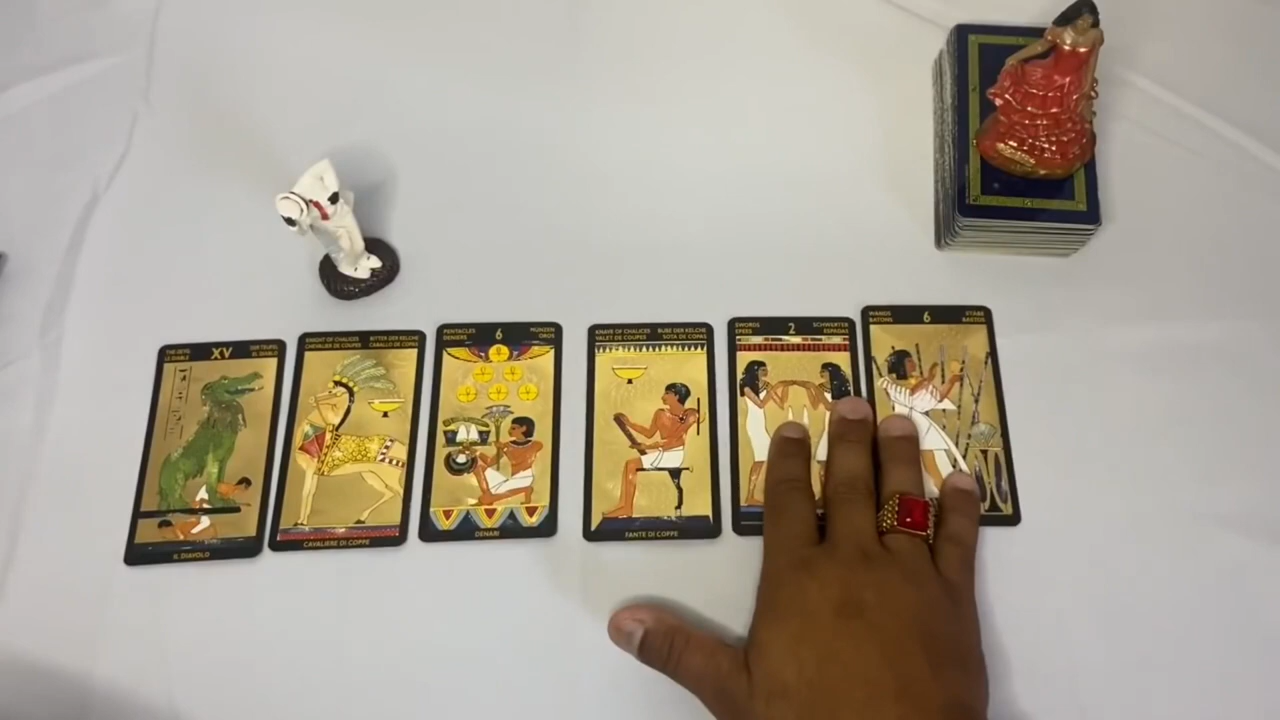 THE DEVIL
LE DIABLE
XV
DER TEUFEL
EL DIABLO
IL DIAVOLO
KNIGHT OF CHALICES
CHEVALIER DE COUPES
RITTER DER KELCHE
CABALLO DE COPAS
CAVALIERE DI COPPE
PENTACLES
DENIERS
6
MÜNZEN
OROS
DENARI
KNAVE OF CHALICES
VALET DE COUPES
BUBE DER KELCHE
SOTA DE COPAS
FANTE DI COPPE
SWORDS
EPEES
2
SCHWERTER
ESPADAS
WANDS
BATONS
6
STÄBE
BASTOS